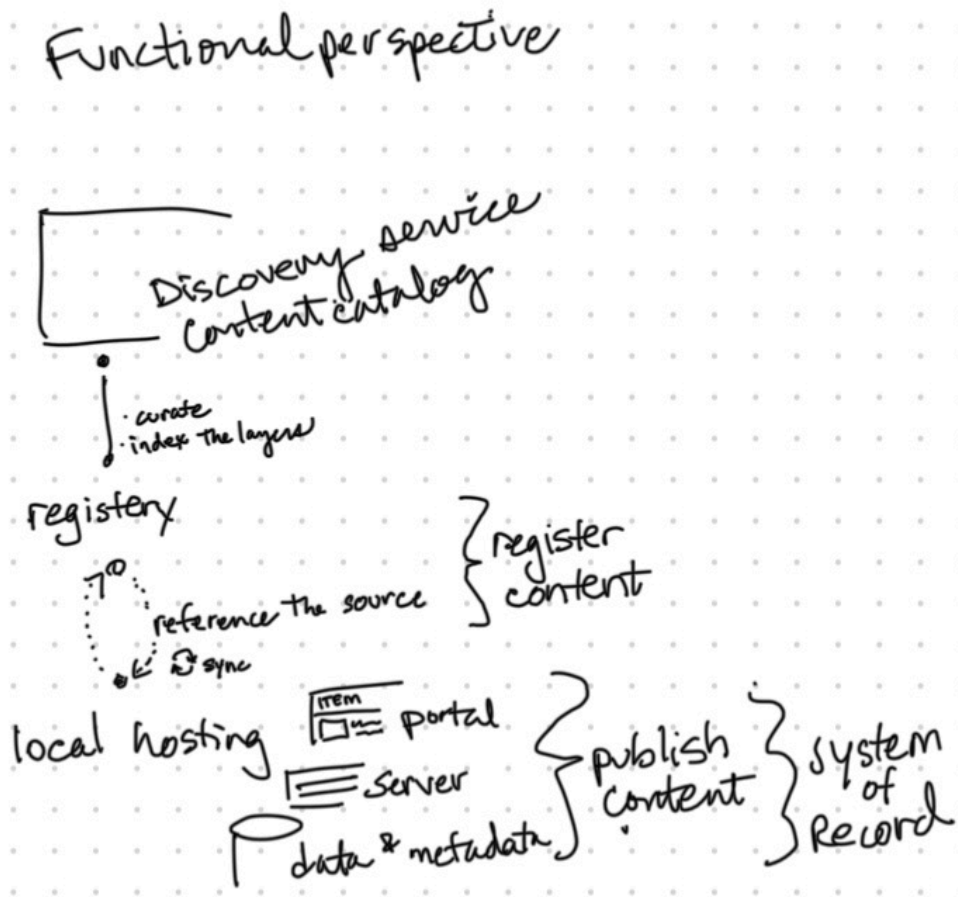 Functional perspective
Discovery service
Content catalog
· curate
· index the layers
registery
register
content
reference the source
sync
local hosting
ITEM
portal
server
data & metadata
publish
content
system
of
Record